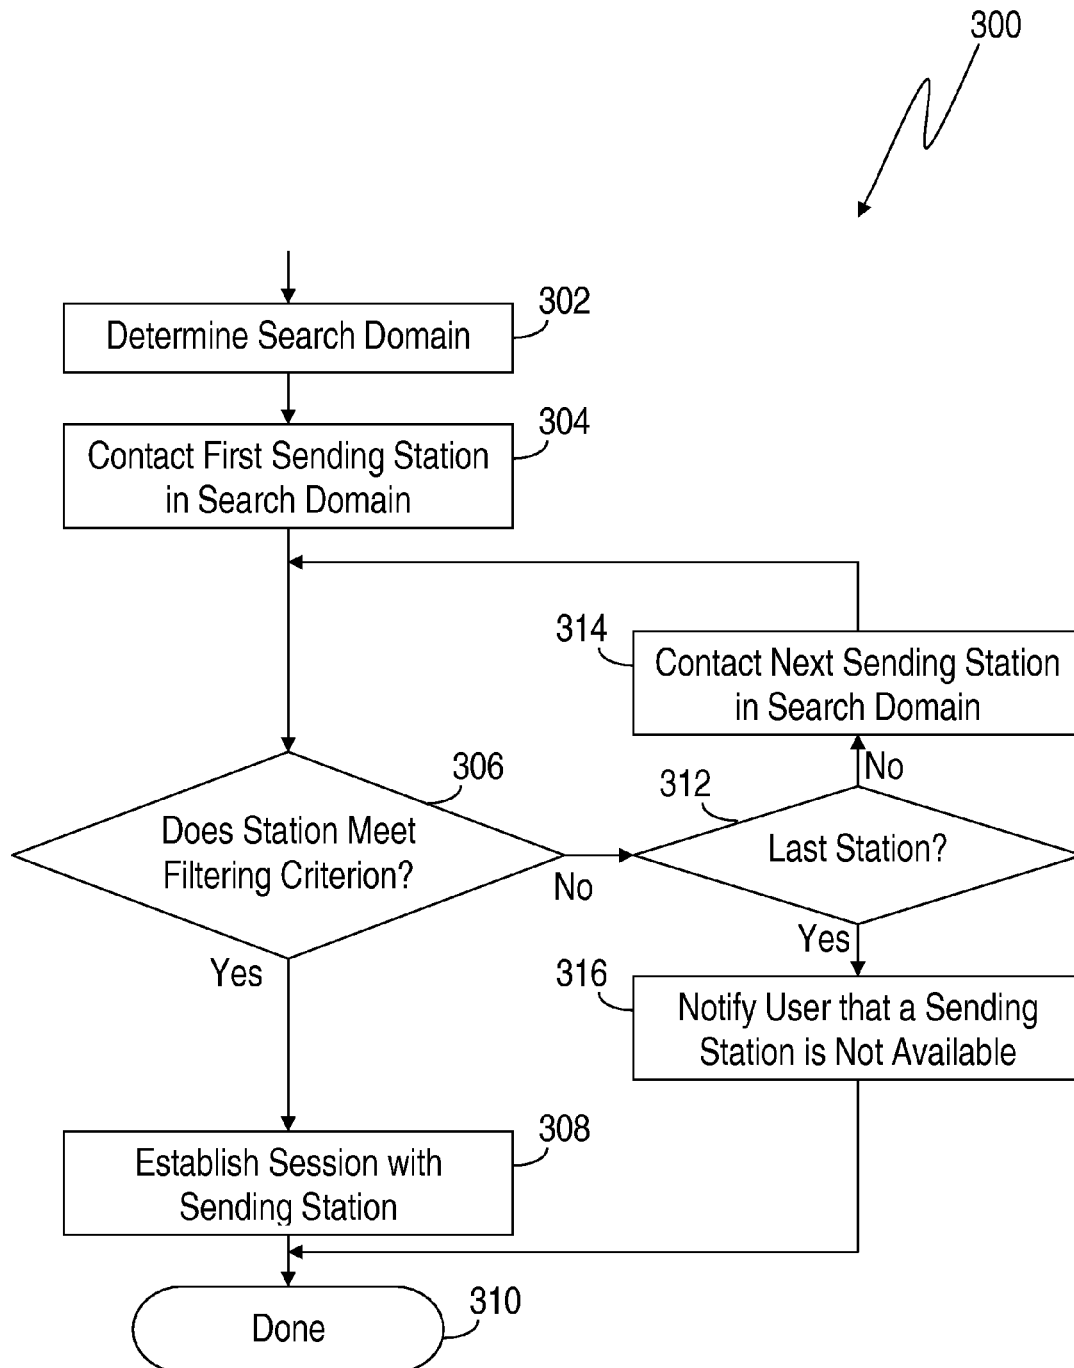 300
302
Determine Search Domain
304
Contact First Sending Station
in Search Domain
314
Contact Next Sending Station
in Search Domain
306
Does Station Meet
Filtering Criterion?
No
312
No
Last Station?
Yes
Yes
316
Notify User that a Sending
Station is Not Available
308
Establish Session with
Sending Station
310
Done